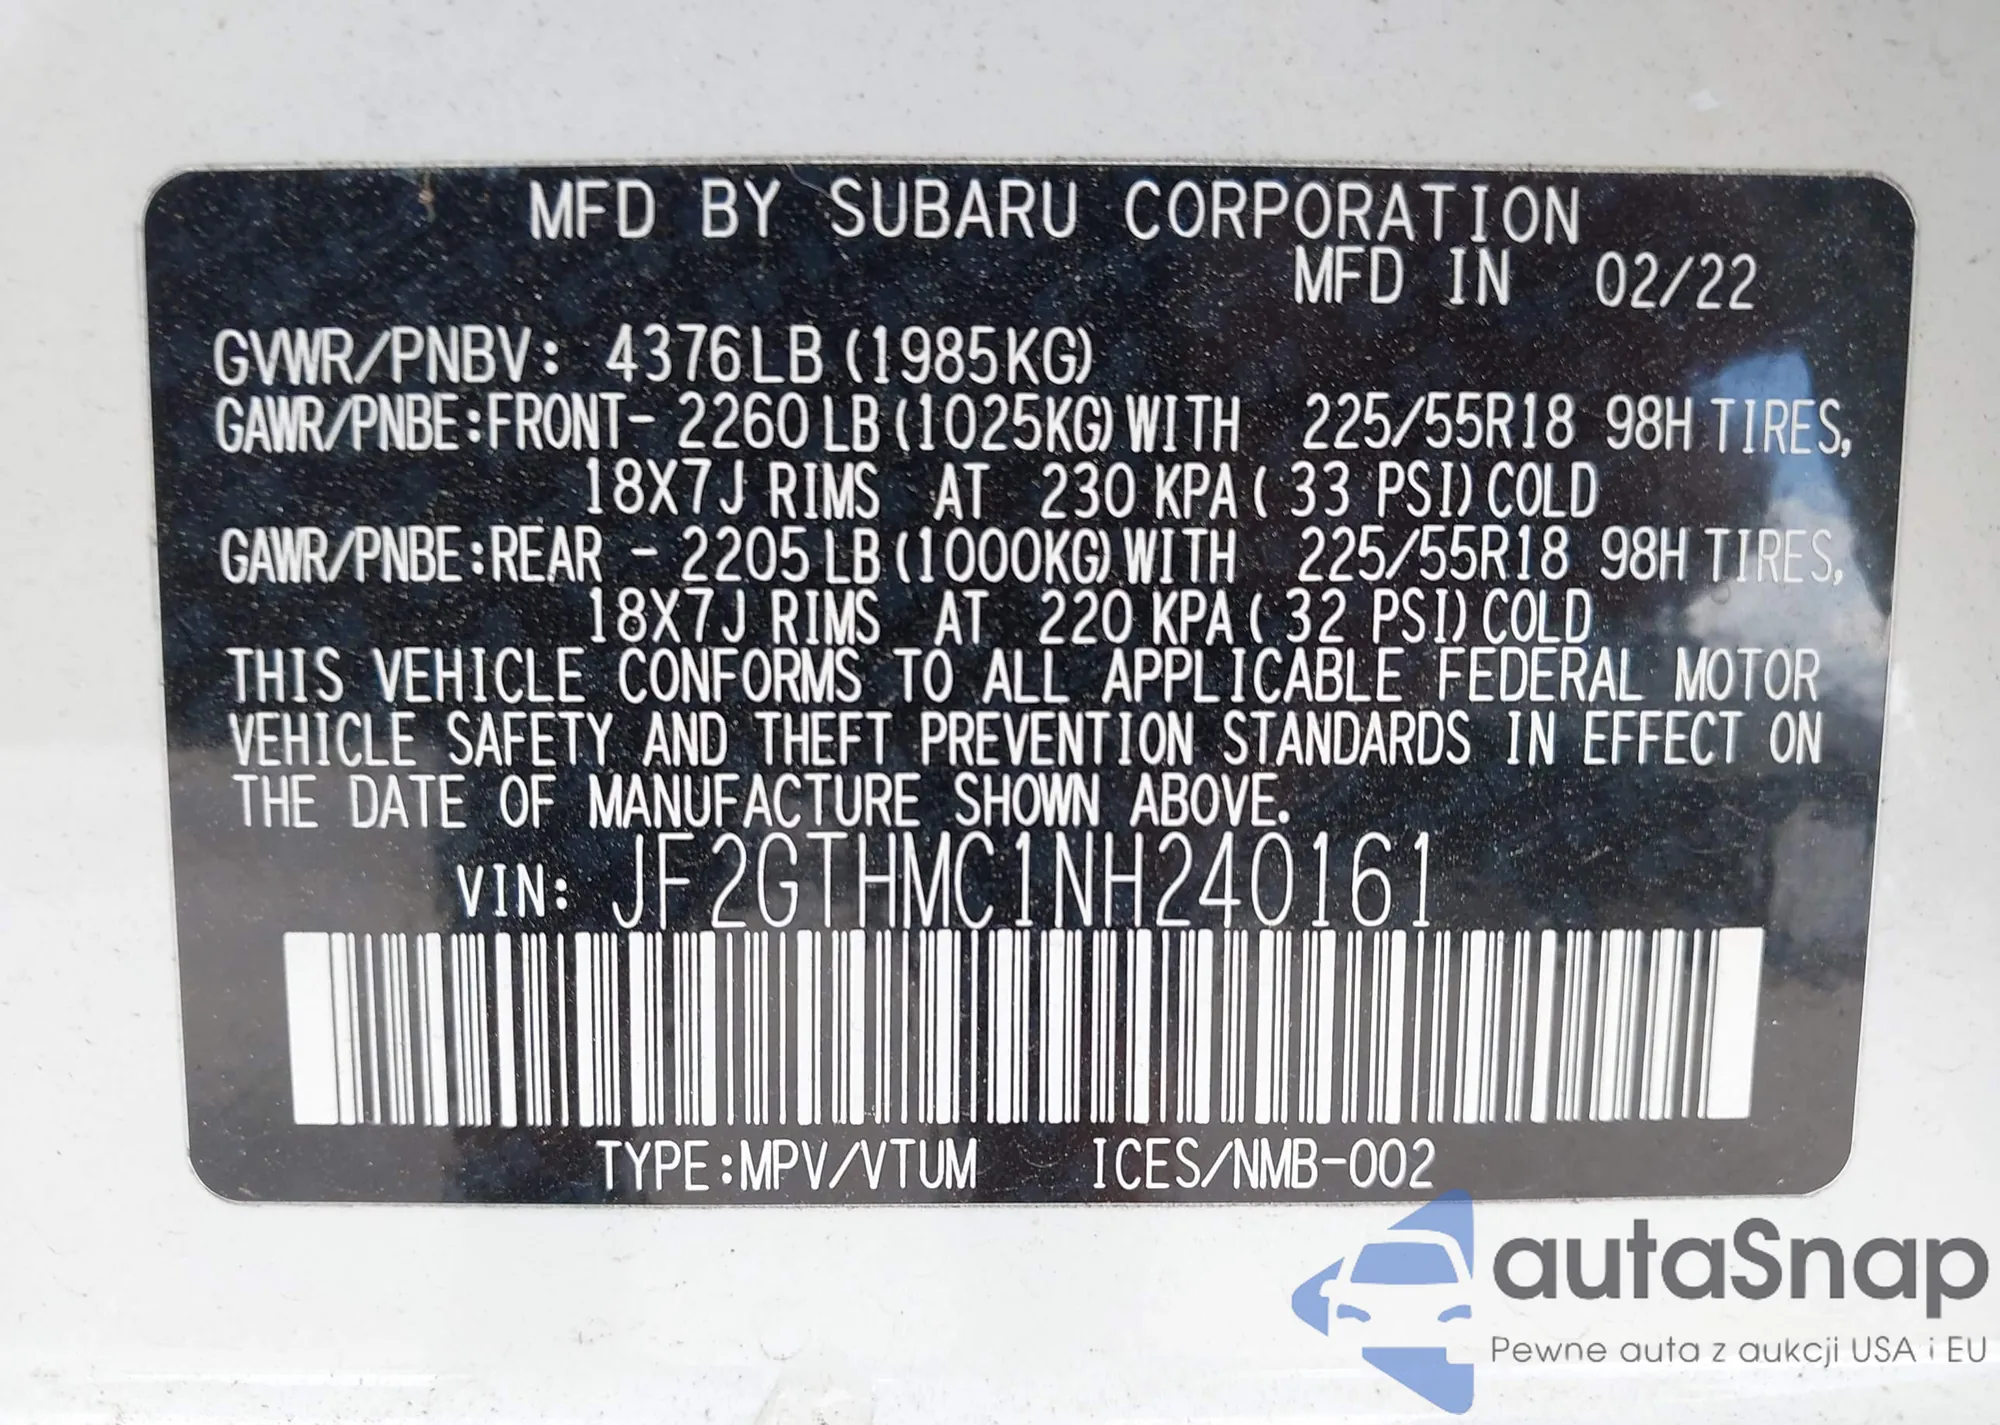 MFD BY SUBARU CORPORATION
MFD IN 02/22
GVWR/PNBV: 4376LB (1985KG)
GAWR/PNBE:FRONT- 2260LB (1025KG) WITH 225/55R18 98H TIRES,
18X7J RIMS AT 230 KPA ( 33 PSI) COLD
GAWR/PNBE:REAR - 2205LB (1000KG) WITH 225/55R18 98H TIRES,
18X7J RIMS AT 220 KPA ( 32 PSI) COLD
THIS VEHICLE CONFORMS TO ALL APPLICABLE FEDERAL MOTOR
VEHICLE SAFETY AND THEFT PREVENTION STANDARDS IN EFFECT ON
THE DATE OF MANUFACTURE SHOWN ABOVE.
VIN: JF2GTHMC1NH240161
TYPE:MPV/VTUM ICES/NMB-002
autaSnap
Pewne auta z aukcji USA i EU